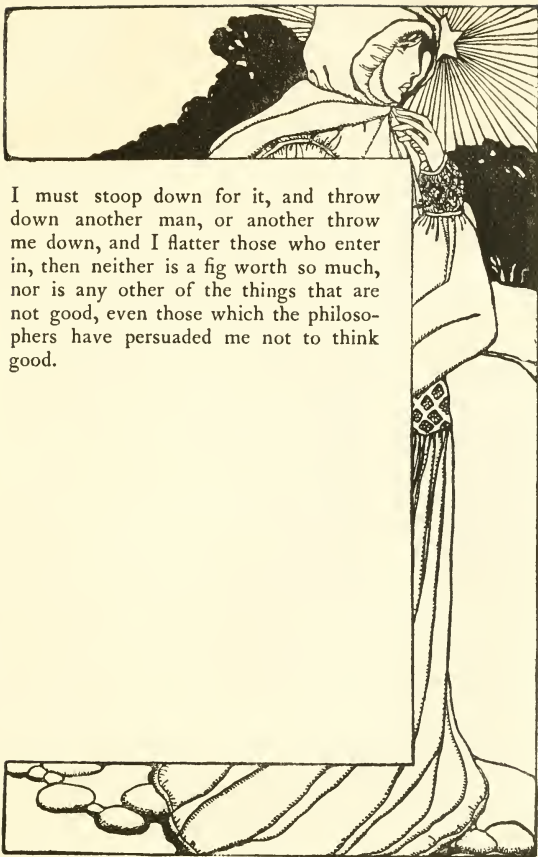 I must stoop down for it, and throw
down another man, or another throw
me down, and I flatter those who enter
in, then neither is a fig worth so much,
nor is any other of the things that are
not good, even those which the philoso-
phers have persuaded me not to think
good.